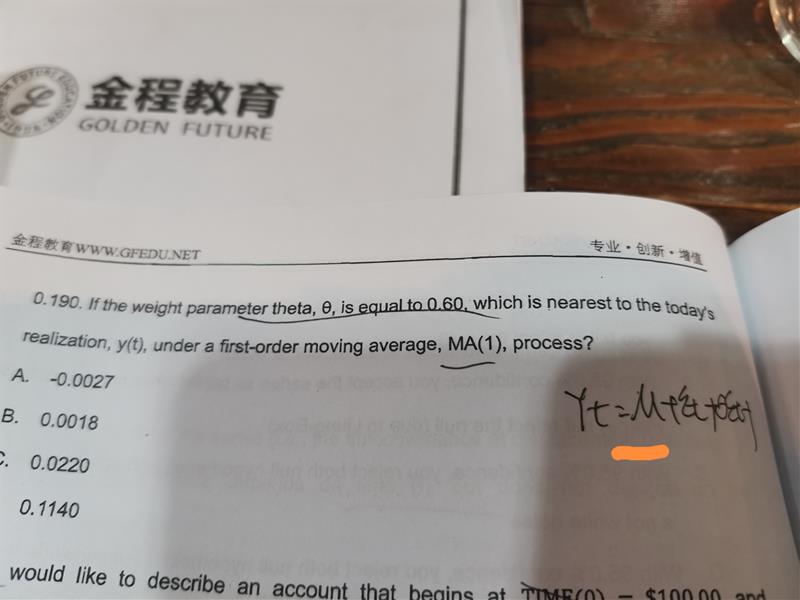 金程教育
GOLDEN FUTURE
金程教育 WWW.GFEDU.NET
专业·创新·增值
0.190. If the weight parameter theta, θ, is equal to 0.60, which is nearest to the today's
realization, y(t), under a first-order moving average, MA(1), process?
A. -0.0027
B. 0.0018
C. 0.0220
0.1140
Yt = μ + εt + θεt-1
would like to describe an account that begins at TIME(0) = $100.00 and